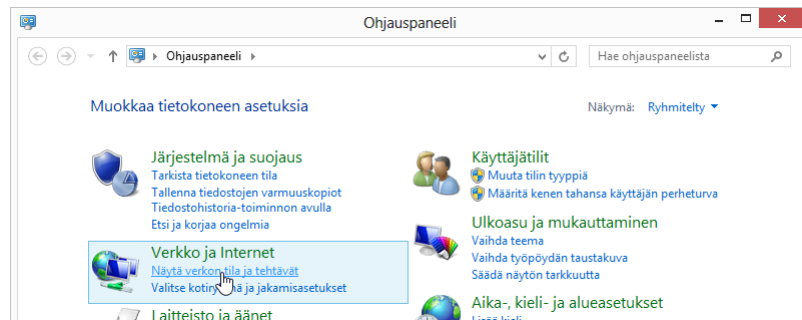 Ohjauspaneeli
Ohjauspaneeli
Hae ohjauspaneelista
Muokkaa tietokoneen asetuksia
Näkymä: Ryhmitelty
Järjestelmä ja suojaus
Tarkista tietokoneen tila
Tallenna tiedostojen varmuuskopiot
Tiedostohistoria-toiminnon avulla
Etsi ja korjaa ongelmia
Verkko ja Internet
Näytä verkon tila ja tehtävät
Valitse ja jakamisasetukset
Laitteisto ja äänet
Käyttäjätilit
Muuta tilin tyyppiä
Määritä kenen tahansa käyttäjän perheturva
Ulkoasu ja mukauttaminen
Vaihda teema
Vaihda työpöydän taustakuva
Säädä näytön tarkkuutta
Aika-, kieli- ja alueasetukset
Lisää kieli